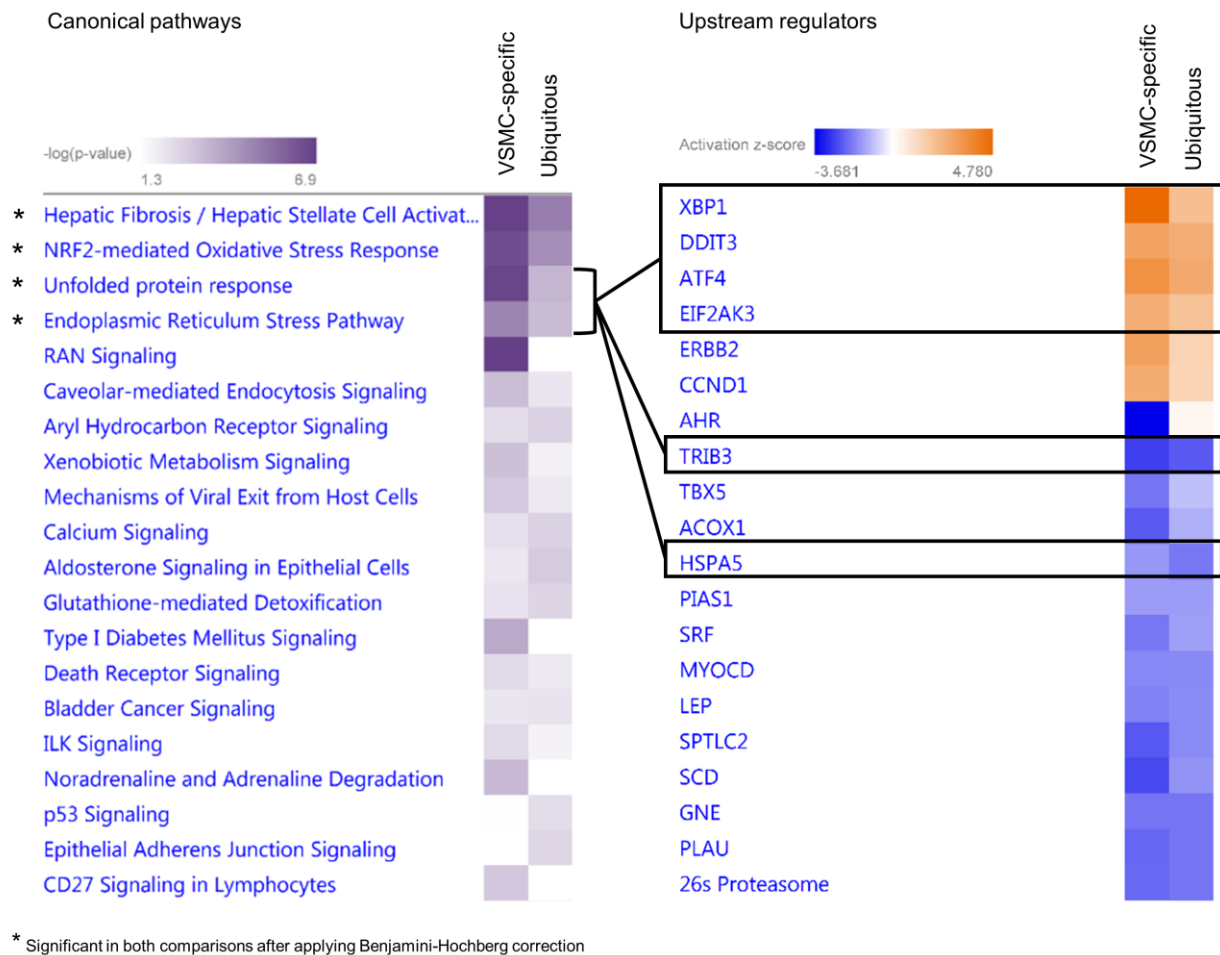 Canonical pathways
VSMC-specific
Ubiquitous
-log(p-value)
1.3 6.9
* Hepatic Fibrosis / Hepatic Stellate Cell Activat...
* NRF2-mediated Oxidative Stress Response
* Unfolded protein response
* Endoplasmic Reticulum Stress Pathway
RAN Signaling
Caveolar-mediated Endocytosis Signaling
Aryl Hydrocarbon Receptor Signaling
Xenobiotic Metabolism Signaling
Mechanisms of Viral Exit from Host Cells
Calcium Signaling
Aldosterone Signaling in Epithelial Cells
Glutathione-mediated Detoxification
Type I Diabetes Mellitus Signaling
Death Receptor Signaling
Bladder Cancer Signaling
ILK Signaling
Noradrenaline and Adrenaline Degradation
p53 Signaling
Epithelial Adherens Junction Signaling
CD27 Signaling in Lymphocytes
Upstream regulators
VSMC-specific
Ubiquitous
Activation z-score
-3.681 4.780
XBP1
DDIT3
ATF4
EIF2AK3
ERBB2
CCND1
AHR
TRIB3
TBX5
ACOX1
HSPA5
PIAS1
SRF
MYOCD
LEP
SPTLC2
SCD
GNE
PLAU
26s Proteasome
* Significant in both comparisons after applying Benjamini-Hochberg correction